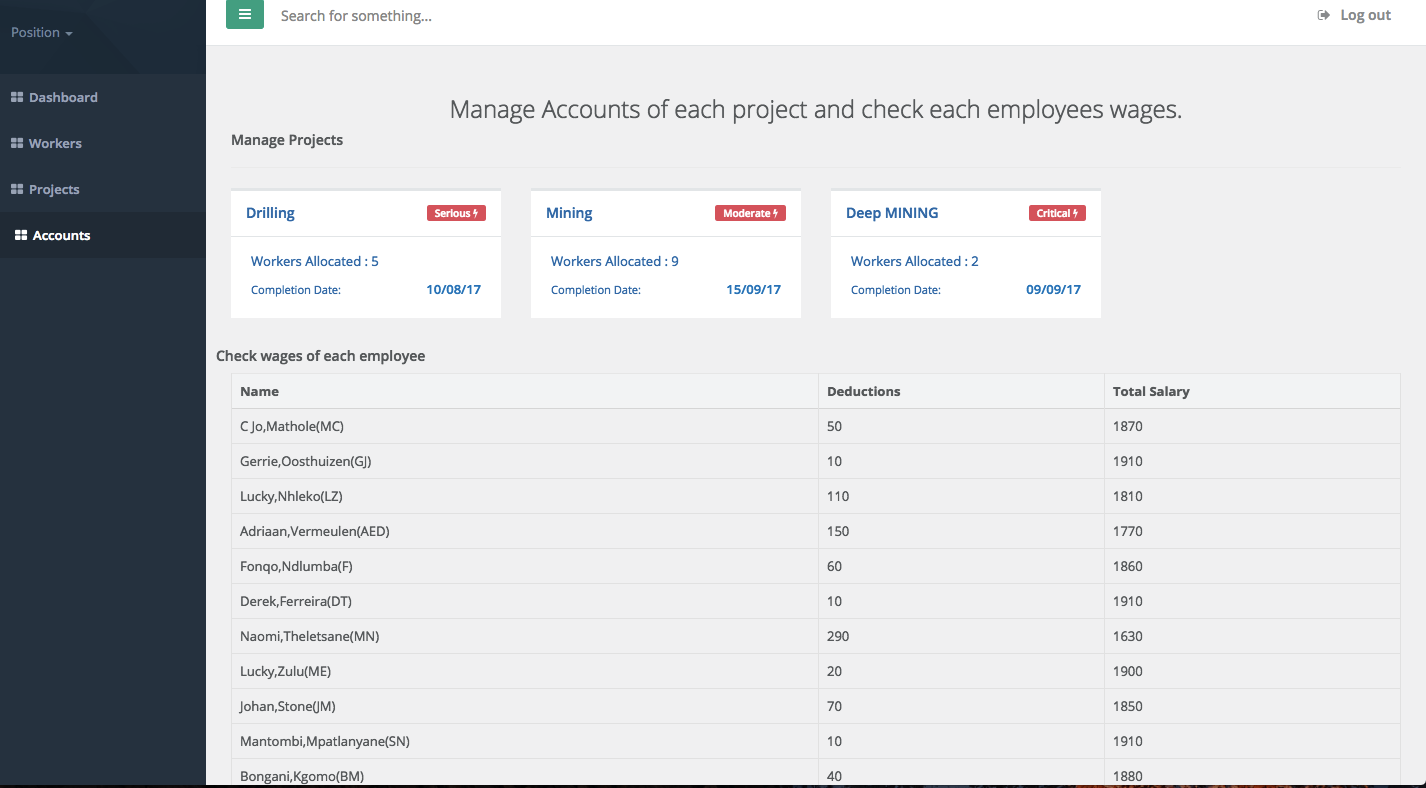 Position
Search for something...
Log out
Dashboard
Workers
Projects
Accounts
Manage Accounts of each project and check each employees wages.
Manage Projects
Drilling Serious
Workers Allocated : 5
Completion Date: 10/08/17
Mining Moderate
Workers Allocated : 9
Completion Date: 15/09/17
Deep MINING Critical
Workers Allocated : 2
Completion Date: 09/09/17
Check wages of each employee
Name Deductions Total Salary
C Jo,Mathole(MC) 50 1870
Gerrie,Oosthuizen(GJ) 10 1910
Lucky,Nhleko(LZ) 110 1810
Adriaan,Vermeulen(AED) 150 1770
Fonqo,Ndlumba(F) 60 1860
Derek,Ferreira(DT) 10 1910
Naomi,Theletsane(MN) 290 1630
Lucky,Zulu(ME) 20 1900
Johan,Stone(JM) 70 1850
Mantombi,Mpatlanyane(SN) 10 1910
Bongani,Kgomo(BM) 40 1880